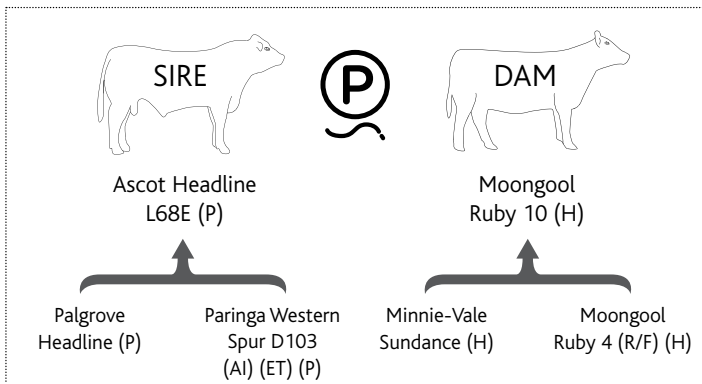 SIRE
P
DAM
Ascot Headline
L68E (P)
Moongool
Ruby 10 (H)
Palgrove
Headline (P)
Paringa Western
Spur D103
(AI) (ET) (P)
Minnie-Vale
Sundance (H)
Moongool
Ruby 4 (R/F) (H)